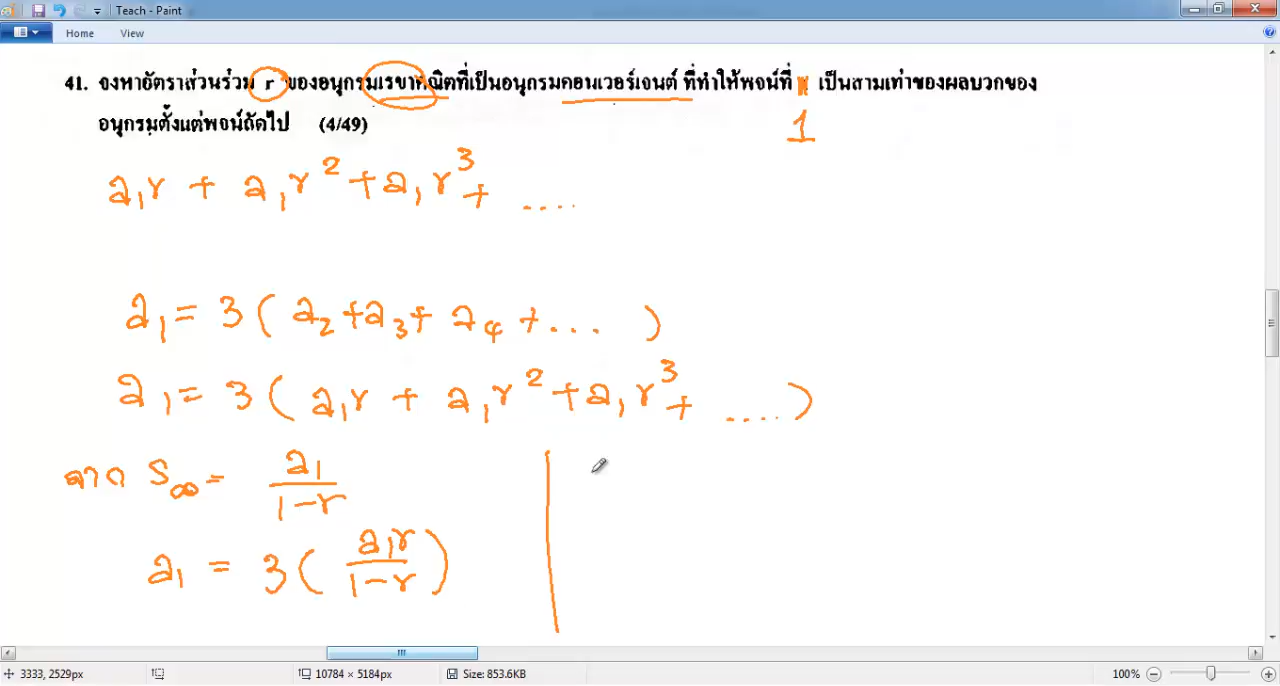 Teach - Paint
Home View
41. จงหาอัตราส่วนร่วม r ของอนุกรมเรขาคณิตที่เป็นอนุกรมคอนเวอร์เจนต์ ที่ทำให้พจน์ที่ เป็นสามเท่าของผลบวกของ
1
อนุกรมตั้งแต่พจน์ถัดไป (4/49)
a₁r + a₁r² + a₁r³ + ....
a₁ = 3 ( a₂ + a₃ + a₄ + ... )
a₁ = 3 ( a₁r + a₁r² + a₁r³ + .... )
จาก S∞ = a₁/(1-r)
a₁ = 3 ( a₁r/(1-r) )
3333, 2529px 10784 × 5184px Size: 853.6KB 100%